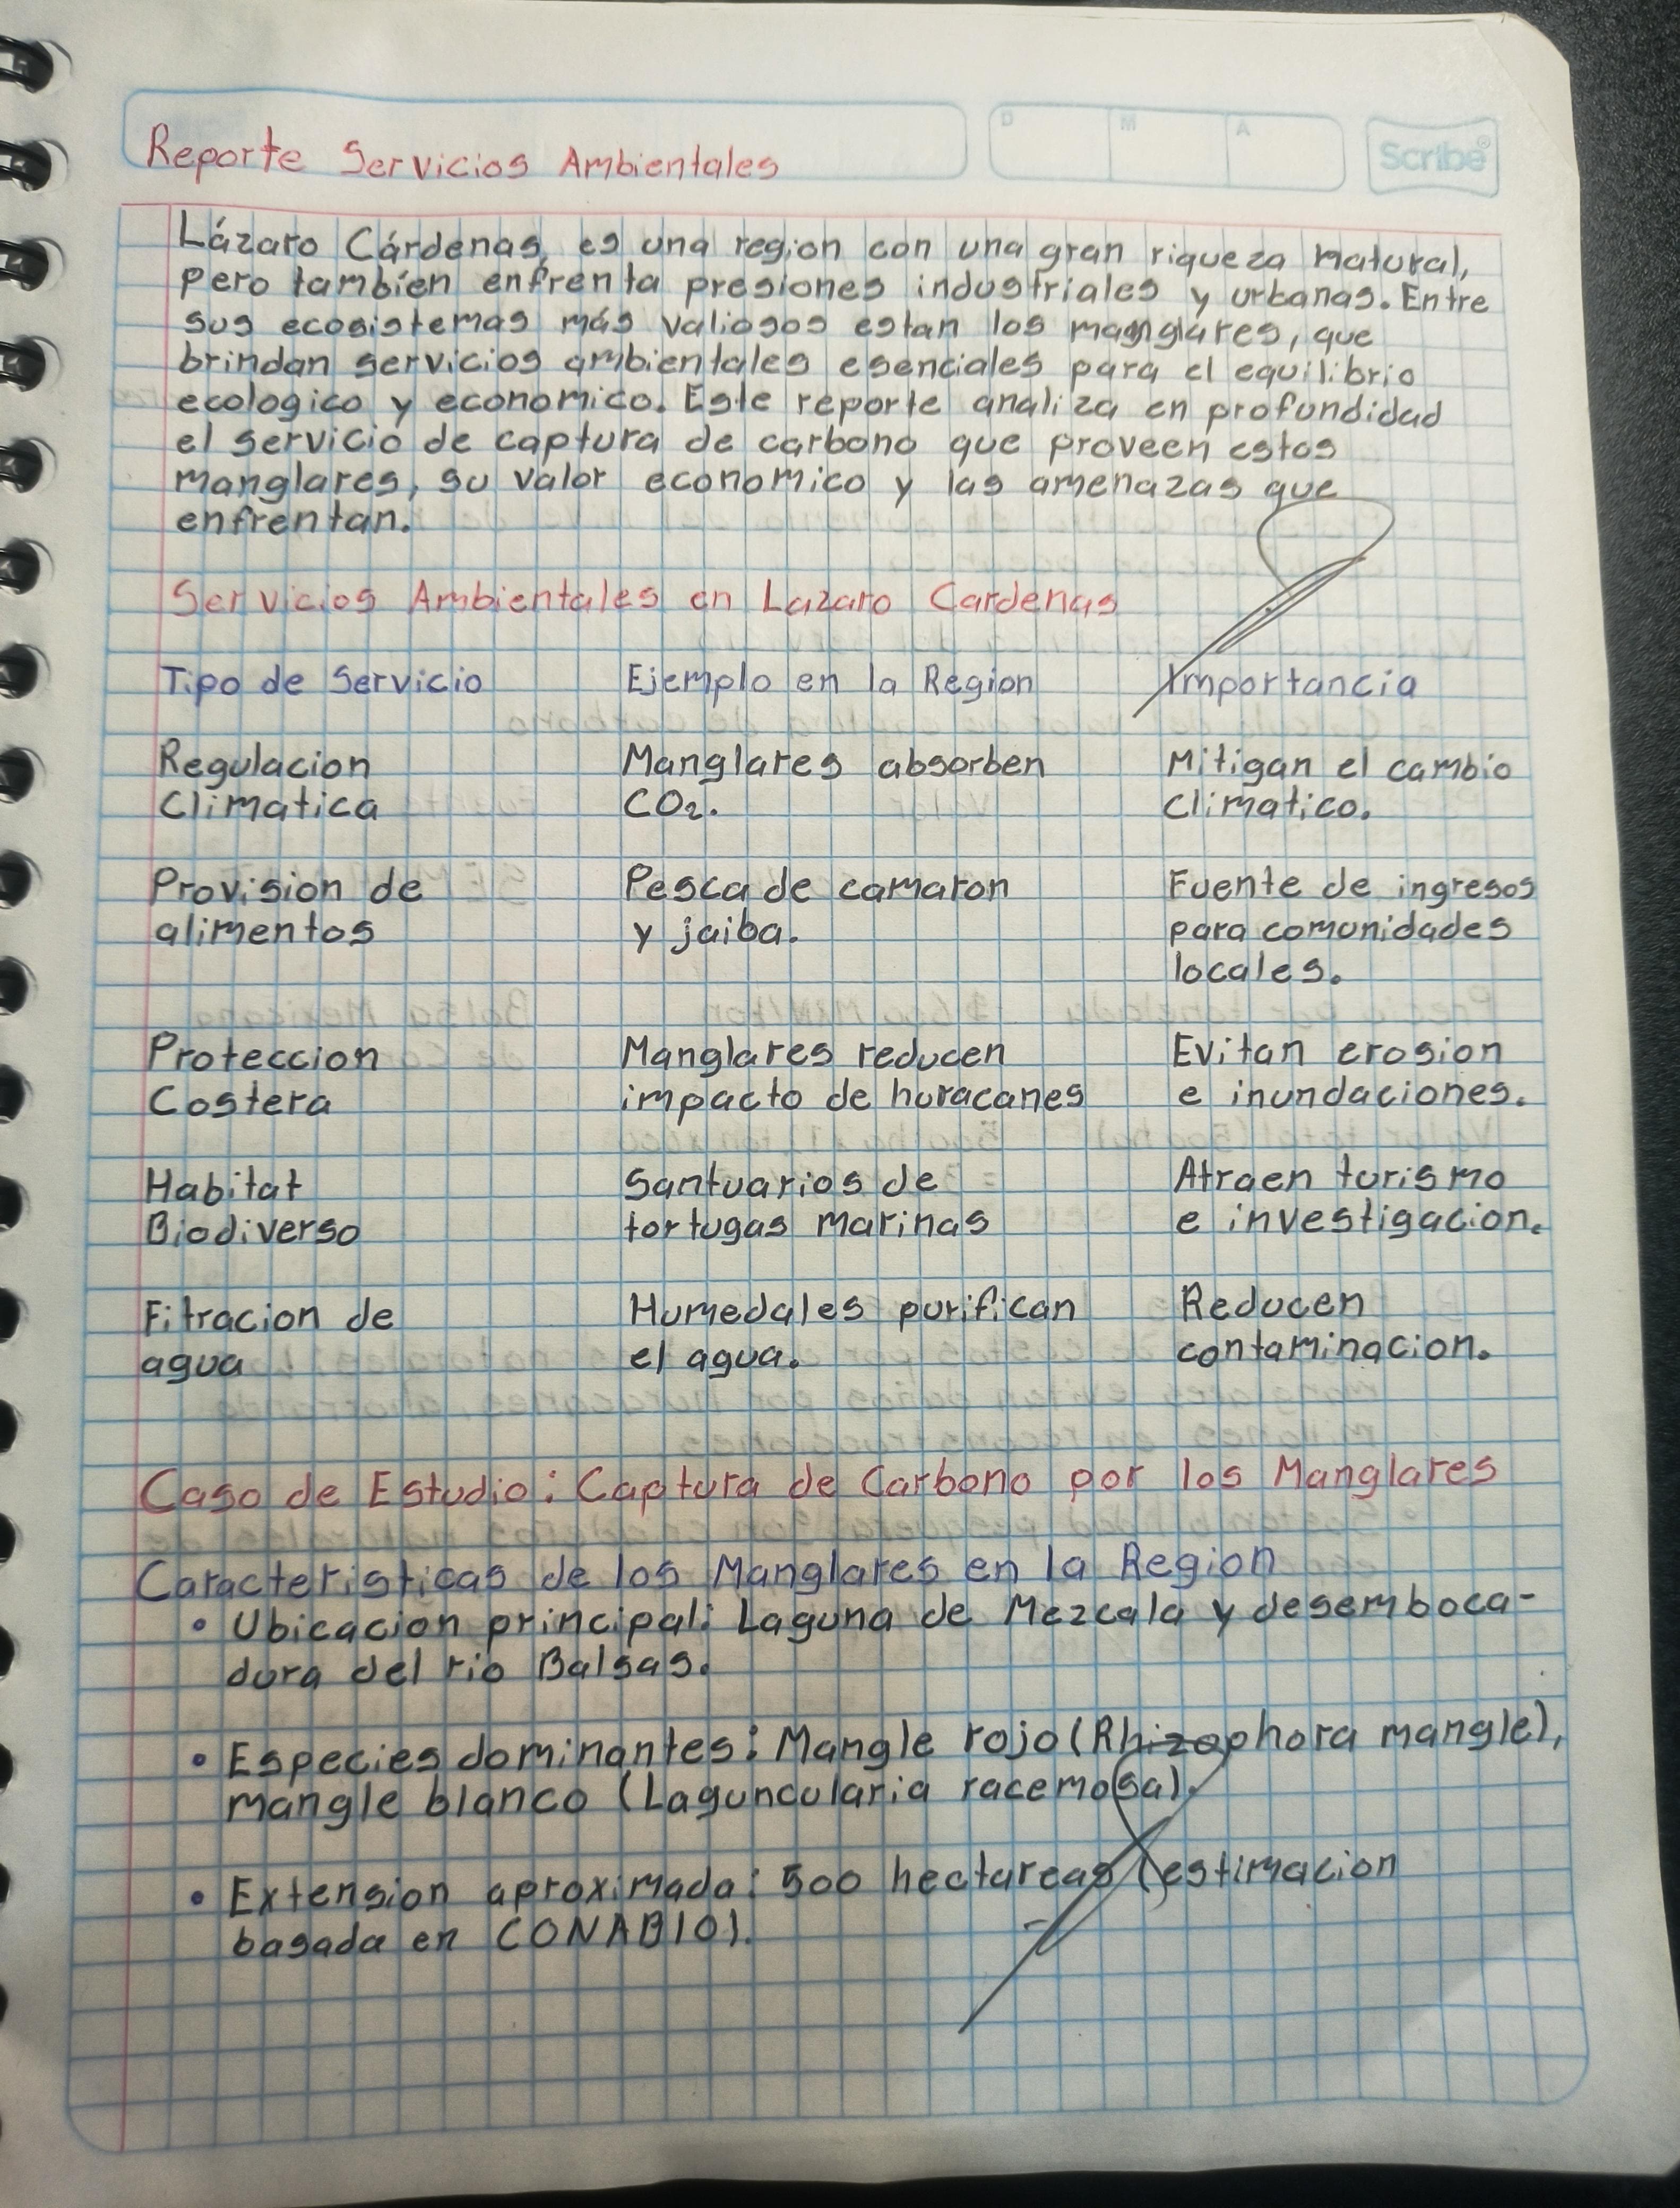 Reporte Servicios Ambientales
D M A
Scribe®
Lázaro Cárdenas, es una region con una gran riqueza natural,
pero tambíen enfrenta presiones industriales y urbanas. Entre
sus ecosistemas más valiosos estan los manglares, que
brindan servicios ambientales esenciales para el equilibrio
ecologico y economico. Este reporte analiza en profundidad
el servicio de captura de carbono que proveen estos
manglares, su valor economico y las amenazas que
enfrentan.
Servicios Ambientales en Lazaro Cardenas
Tipo de Servicio Ejemplo en la Region Importancia
Regulacion Manglares absorben Mitigan el cambio
Climatica CO2. climatico.
Provision de Pesca de camaron Fuente de ingresos
alimentos y jaiba. para comunidades
locales.
Proteccion Manglares reducen Evitan erosion
Costera impacto de huracanes e inundaciones.
Habitat Santuarios de Atraen turismo
Biodiverso tortugas marinas e investigacion.
Fitracion de Humedales purifican Reducen
agua el agua. contaminacion.
Caso de Estudio: Captura de Carbono por los Manglares
Caracteristicas de los Manglares en la Region
• Ubicacion principal: Laguna de Mezcala y desemboca-
dura del rio Balsas.
• Especies dominantes: Mangle rojo (Rhizophora mangle),
mangle blanco (Laguncularia racemosa).
• Extension aproximada: 500 hectareas (estimacion
basada en CONABIO).